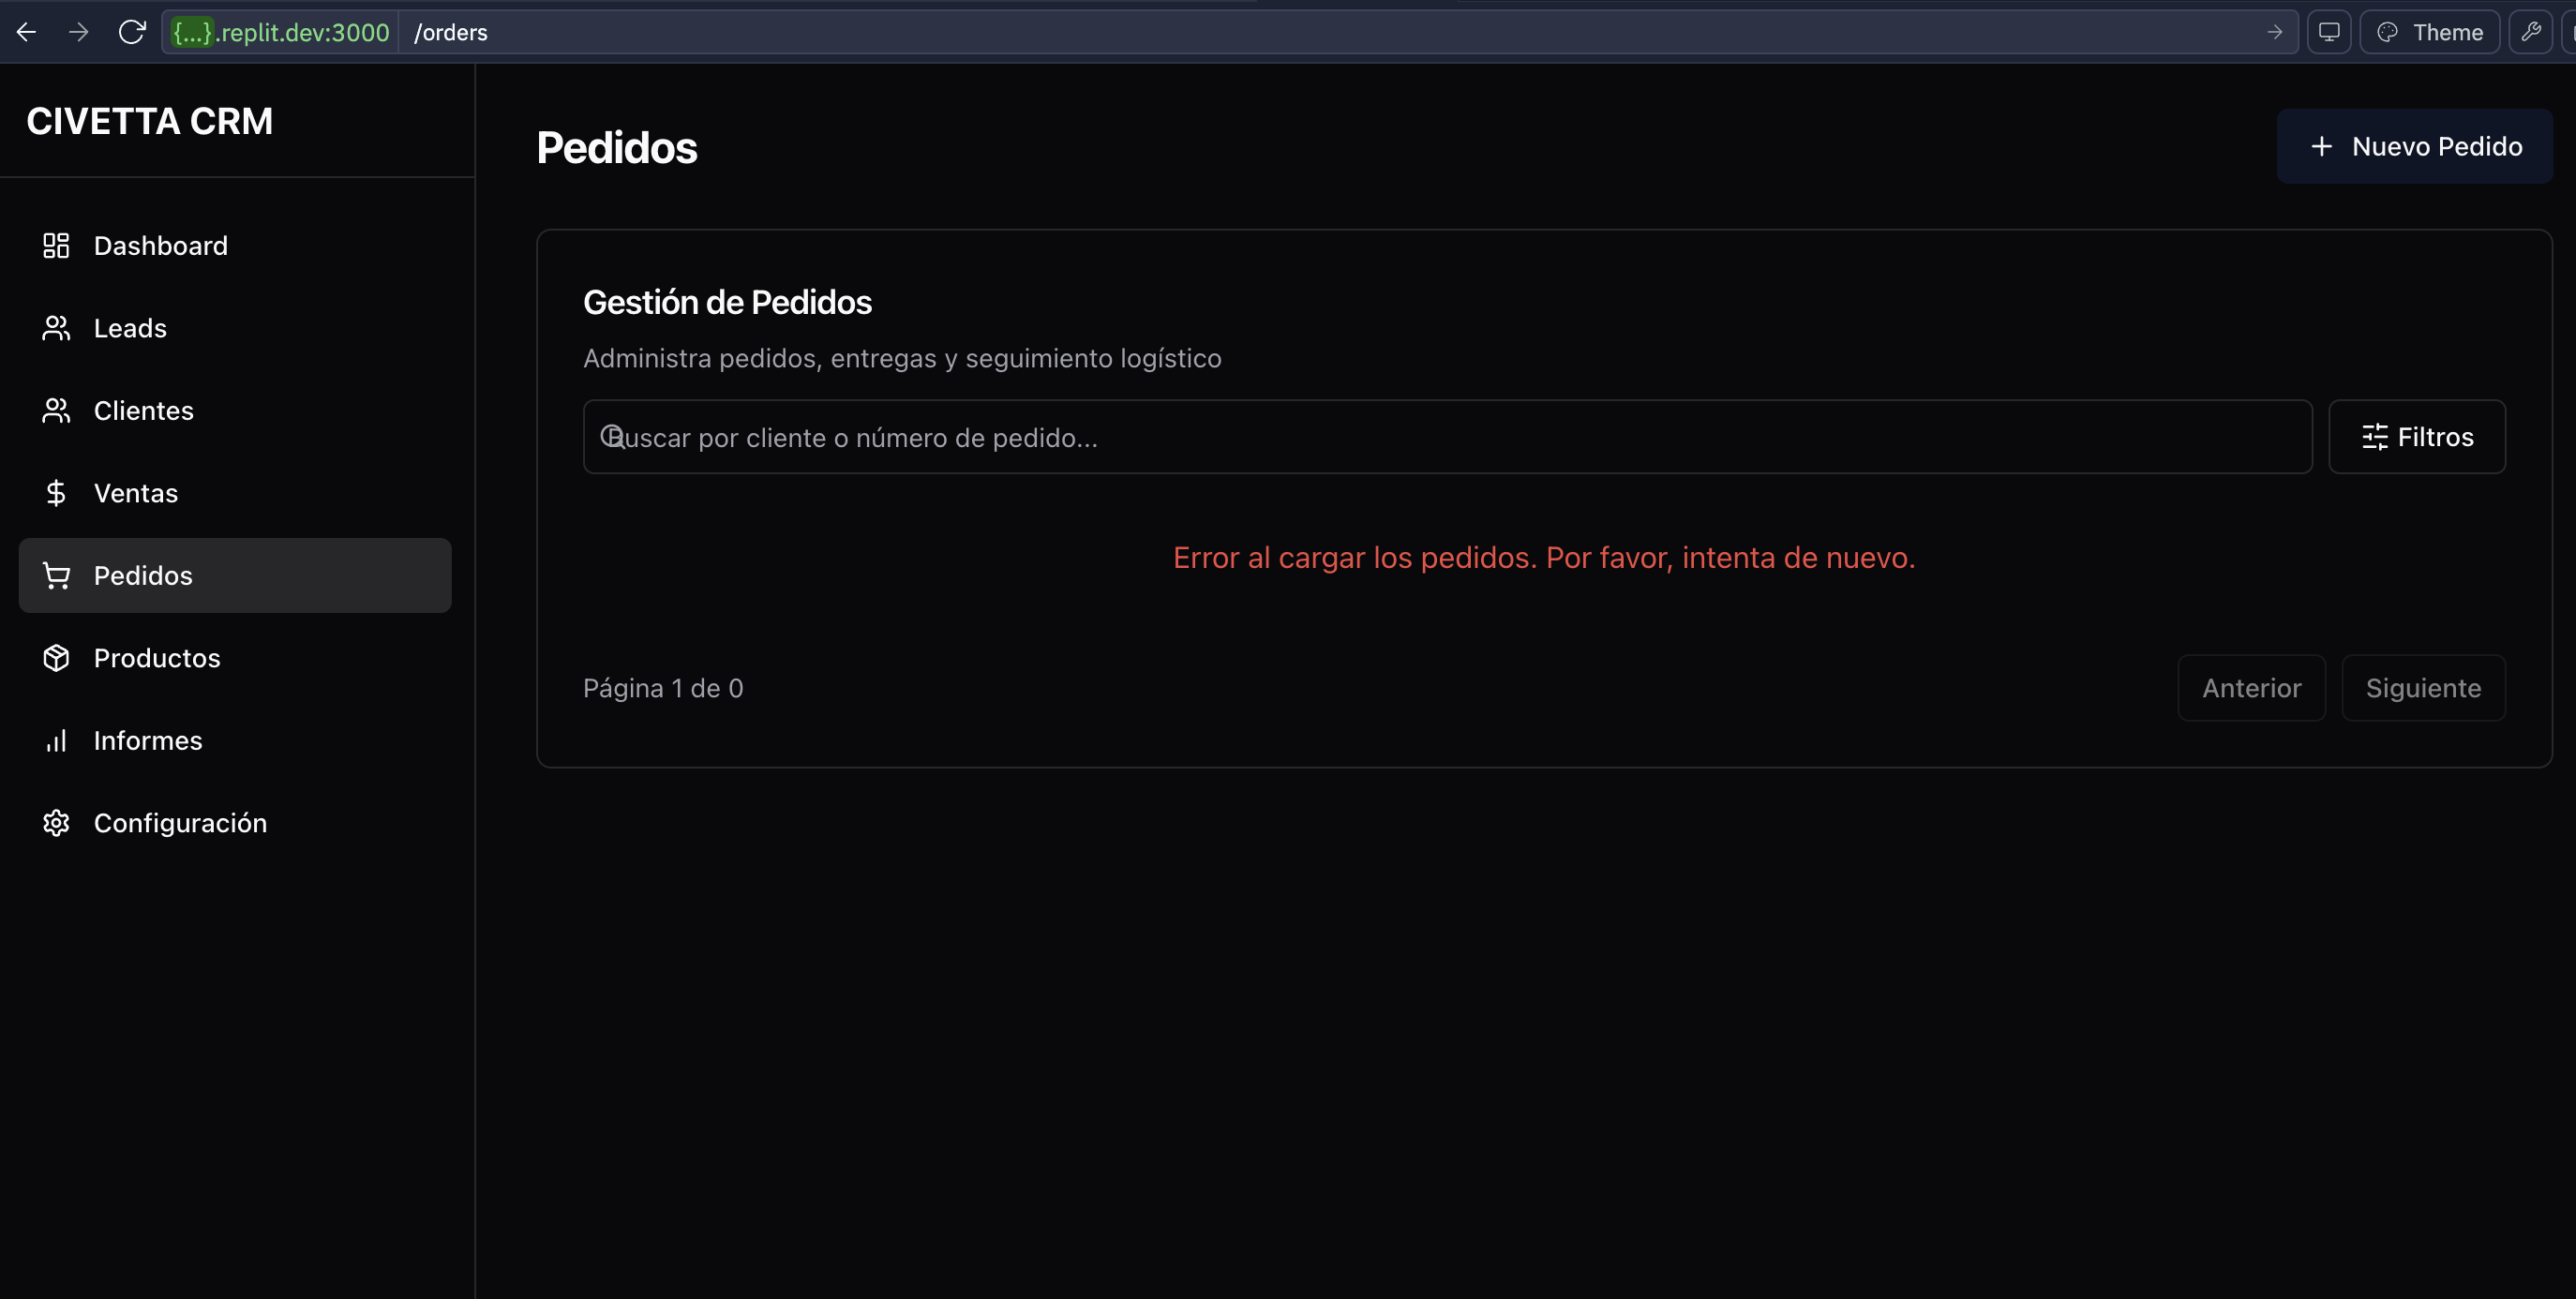 {...}.replit.dev:3000 /orders
Theme
CIVETTA CRM
Dashboard
Leads
Clientes
Ventas
Pedidos
Productos
Informes
Configuración
Pedidos
+ Nuevo Pedido
Gestión de Pedidos
Administra pedidos, entregas y seguimiento logístico
Buscar por cliente o número de pedido...
Filtros
Error al cargar los pedidos. Por favor, intenta de nuevo.
Página 1 de 0
Anterior
Siguiente